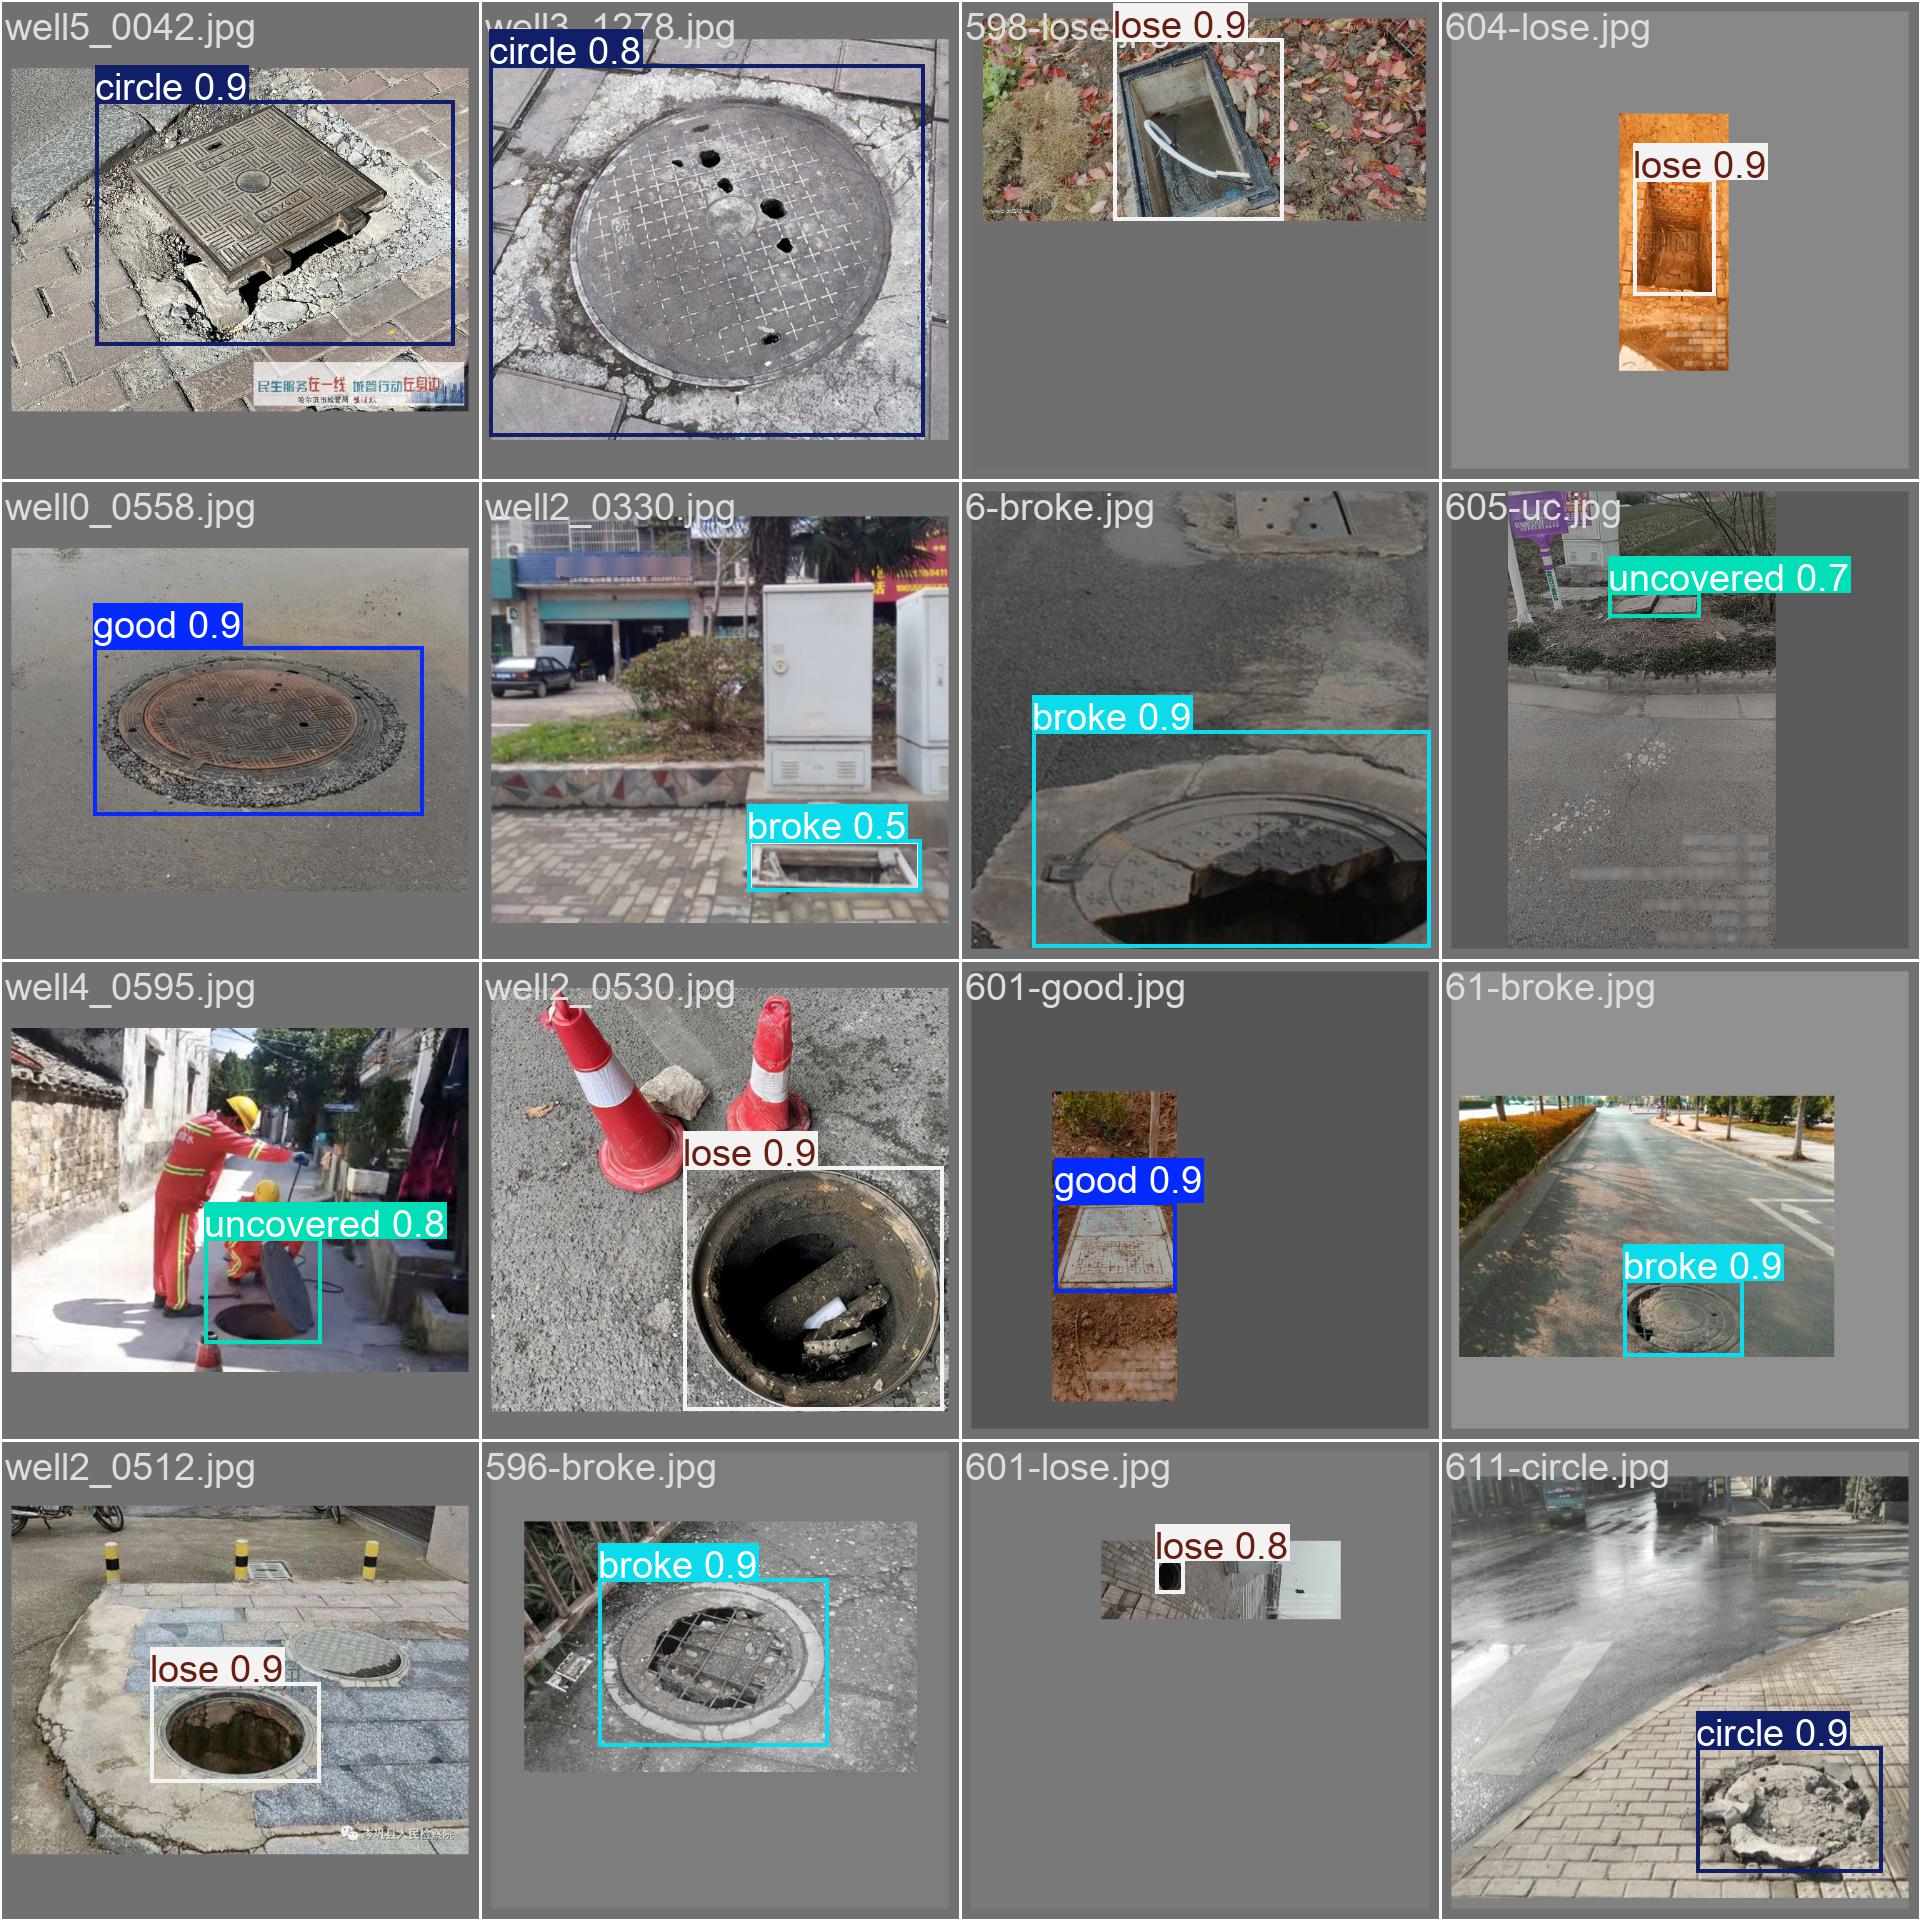 well5_0042.jpg
circle 0.9
民生服务在一线 城管行动在身边
哈尔滨市城管局
circle 0.8
598-lose
lose 0.9
604-lose.jpg
lose 0.9
well0_0558.jpg
good 0.9
well2_0330.jpg
broke 0.5
6-broke.jpg
broke 0.9
605-uc.jpg
uncovered 0.7
well4_0595.jpg
uncovered 0.8
well2_0530.jpg
lose 0.9
601-good.jpg
good 0.9
61-broke.jpg
broke 0.9
well2_0512.jpg
lose 0.9
人民检察院
596-broke.jpg
broke 0.9
601-lose.jpg
lose 0.8
611-circle.jpg
circle 0.9